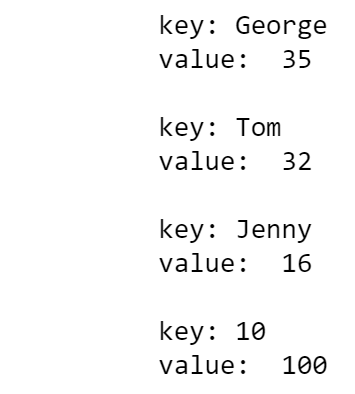 key: George
value:  35

key: Tom
value:  32

key: Jenny
value:  16

key: 10
value:  100